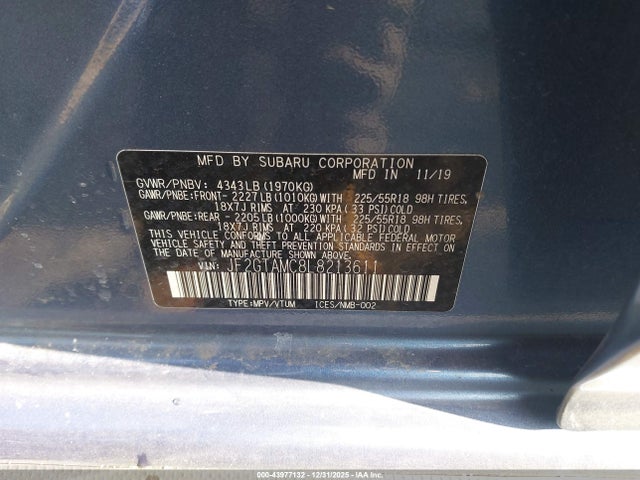 MFD BY SUBARU CORPORATION
GVWR/PNBV: 4343LB(1970KG) MFD IN 11/19
GAWR/PNBE:FRONT-2227LB(1010KG)WITH 225/55R18 98H TIRES,
18X7J RIMS AT 230 KPA(33 PSI)COLD
GAWR/PNBE:REAR - 2205LB(1000KG)WITH 225/55R18 98H TIRES,
18X7J RIMS AT 220 KPA(32 PSI)COLD
THIS VEHICLE CONFORMS TO ALL APPLICABLE FEDERAL MOTOR
VEHICLE SAFETY AND THEFT PREVENTION STANDARDS IN EFFECT ON
THE DATE OF MANUFACTURE SHOWN ABOVE.
VIN: JF2GTAMC8L8213611
TYPE:MPV/VTUM ICES/NMB-002
000-43977132 - 12/31/2025 - IAAI.CA